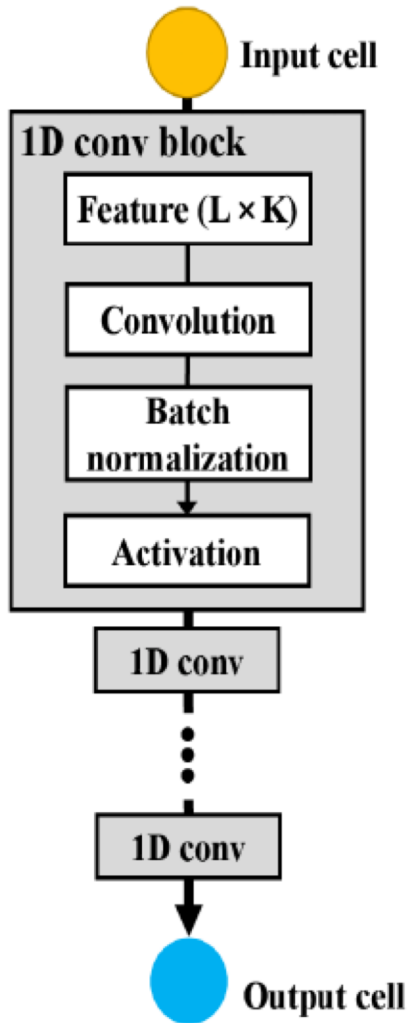 Input cell
1D conv block
Feature (L × K)
Convolution
Batch
normalization
Activation
1D conv
1D conv
Output cell